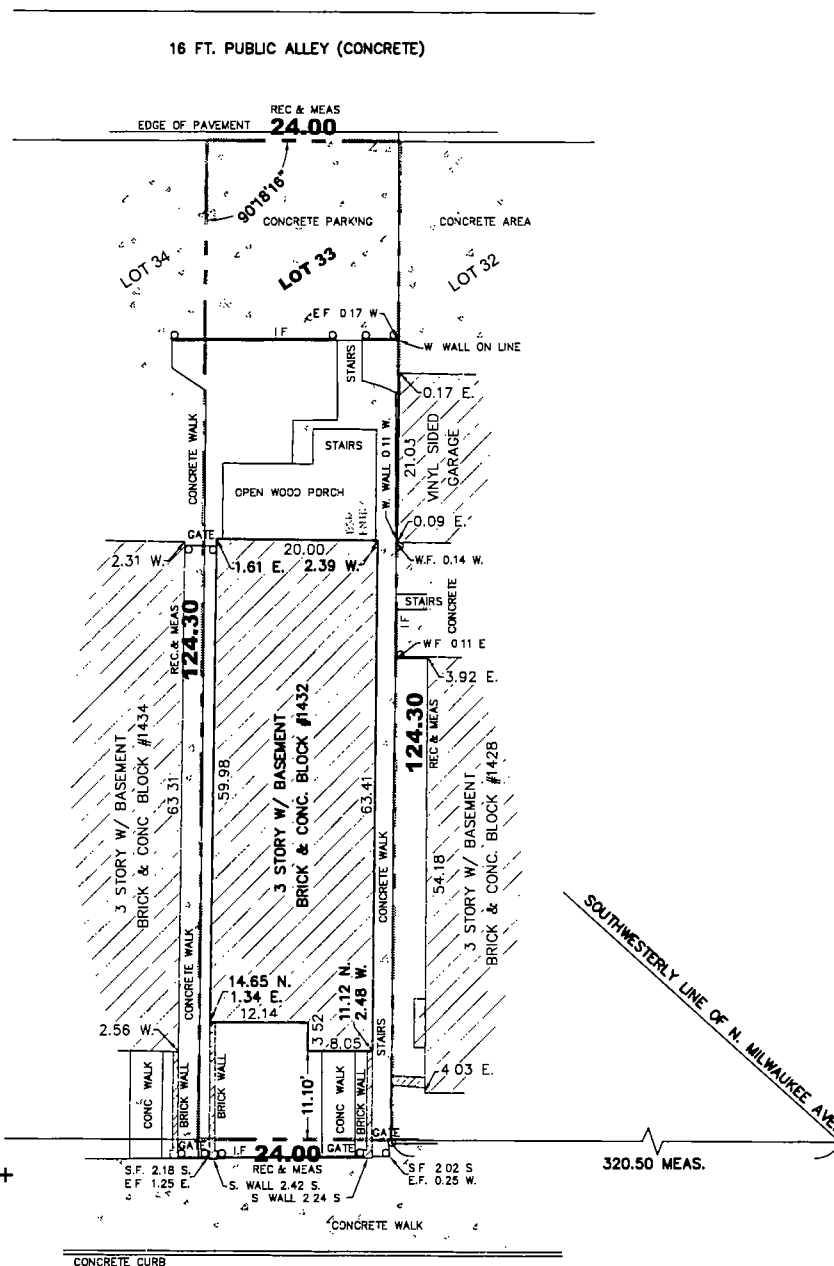 16 FT. PUBLIC ALLEY (CONCRETE)
REC & MEAS
EDGE OF PAVEMENT 24.00
90°18'16"
CONCRETE PARKING
CONCRETE AREA
LOT 34
LOT 33
LOT 32
EF 0.17 W.
I F
W WALL ON LINE
STAIRS
0.17 E.
CONCRETE WALK
STAIRS
W. WALL 0.11 W.
21.03
VINYL SIDED
GARAGE
OPEN WOOD PORCH
0.09 E.
GATE
20.00
2.31 W.
1.61 E.
2.39 W.
W.F. 0.14 W.
STAIRS
I F
CONCRETE
WF 0.11 E
3.92 E.
REC. & MEAS
124.30
124.30
REC & MEAS
3 STORY W/ BASEMENT
BRICK & CONC. BLOCK #1434
63.31
59.98
3 STORY W/ BASEMENT
BRICK & CONC. BLOCK #1432
63.41
CONCRETE WALK
54.18
3 STORY W/ BASEMENT
BRICK & CONC. BLOCK #1428
SOUTHWESTERLY LINE OF N. MILWAUKEE AVE
CONCRETE WALK
14.65 N.
1.34 E.
12.14
11.12 N.
2.48 W.
2.56 W.
3.52
8.05
STAIRS
4.03 E.
CONC WALK
BRICK WALL
BRICK WALL
11.10'
CONC WALK
BRICK WALL
GATE
I.F.
24.00
GATE
GATE
REC & MEAS
320.50 MEAS.
S.F. 2.18 S.
E F 1.25 E.
S. WALL 2.42 S.
S WALL 2.24 S
S F 2.02 S
E.F. 0.25 W.
+
CONCRETE WALK
CONCRETE CURB